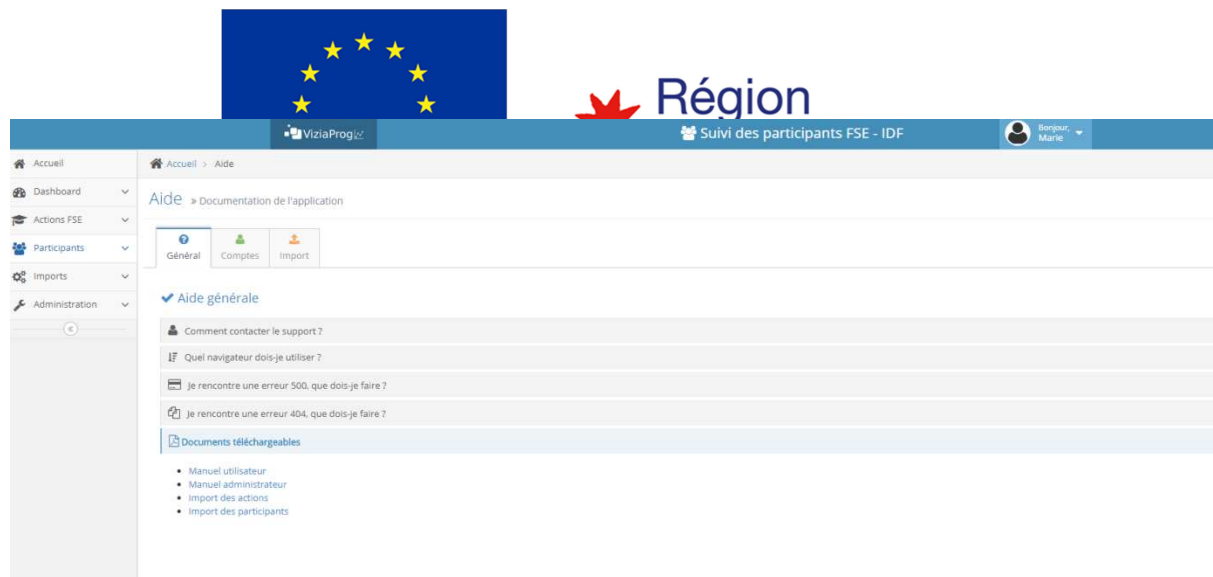 Région
ViziaProg
Suivi des participants FSE - IDF
Bonjour,
Marie
Accueil
Dashboard
Actions FSE
Participants
Imports
Administration
Accueil > Aide
Aide » Documentation de l'application
Général
Comptes
Import
Aide générale
Comment contacter le support ?
Quel navigateur dois-je utiliser ?
Je rencontre une erreur 500, que dois-je faire ?
Je rencontre une erreur 404, que dois-je faire ?
Documents téléchargeables
Manuel utilisateur
Manuel administrateur
Import des actions
Import des participants